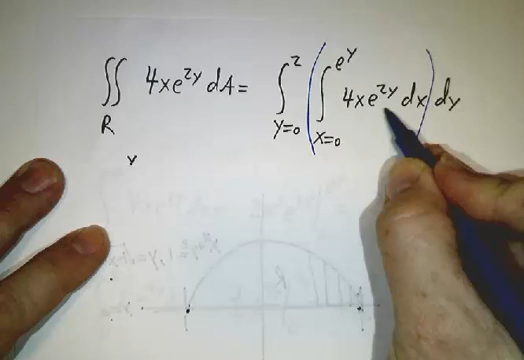 ∬_R 4xe^{2y} dA = ∫_{y=0}^{2} ( ∫_{x=0}^{e^y} 4xe^{2y} dx ) dy